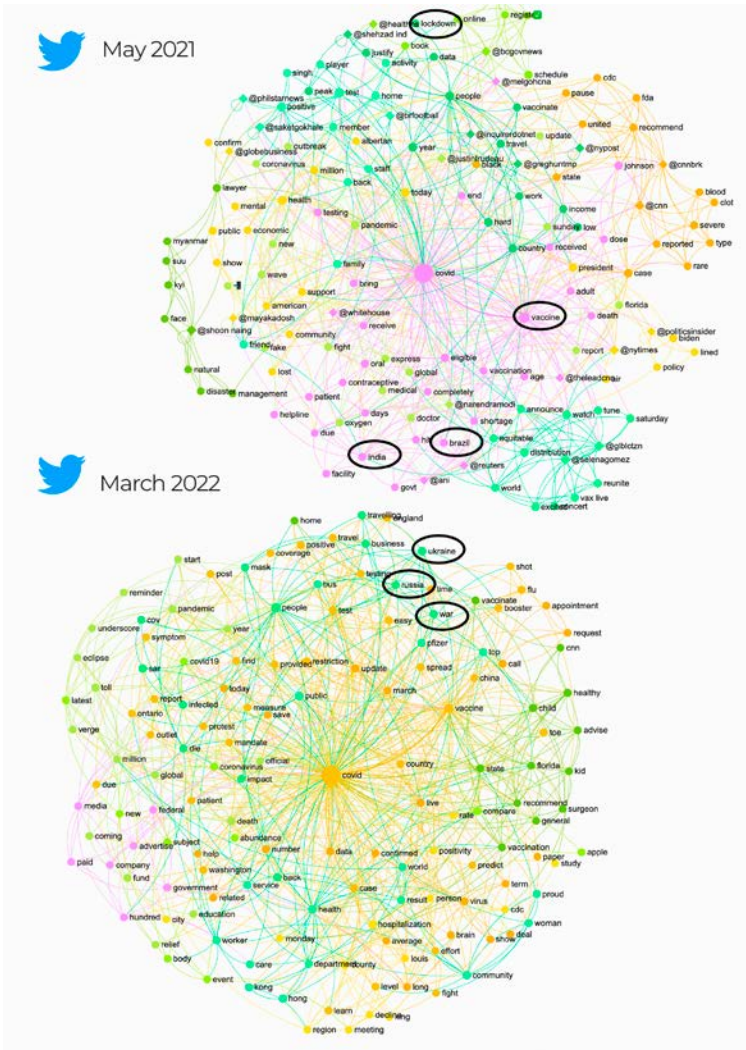 May 2021
@healthna lockdown online register
@shehzad ind
book @bcgovnews
justify data
player activity
singh schedule cdc
@melgohcna pause
peak test home people fda
@philstarnews positive vaccinate
@btfootball united recommend
@saketgokhale member @inquirerdotnet update @nypost
confirm outbreak albertan year travel
@globebusiness @justintrudeau black @greghuntmp @cnnbrk
coronavirus million staff state johnson
lawyer back today end work blood
mental health testing hard income @cnn clot
public economic pandemic sunday low severe
myanmar new country received dose reported type
suu show wave family president case rare
kyi bring covid adult
american support
face @mayakadosh @whitehouse vaccine death florida
@shoon naing community receive @politicsinsider
friend fake fight report @nytimes biden
natural lost oral express eligible vaccination lined
contraceptive global age @theleadcnn air policy
disaster management patient medical completely
helpline days @narendramodi announce watch tune saturday
due oxygen doctor shortage
india brazil equitable @glblctzn
facility @reuters distribution @selenagomez
@ani govt world reunite
vax live
excited concert
March 2022
travelling england
home travel
positive business ukraine
start coverage
post mask testing russia time shot
reminder bus flu
pandemic people vaccinate booster appointment
underscore cov year test easy war
symptom pfizer request
eclipse sar covid19 find provided restriction spread top call cnn
toll today update china
latest report infected public march healthy
ontario measure vaccine child
verge outlet protest save advise
die mandate toe
million coronavirus official country state florida kid
global impact covid
due patient live recommend
media new federal death rate compare surgeon
general
coming advertise subject abundance vaccination
help number data confirmed positivity paper apple
paid company washington back world predict study
fund service case
government related result person virus term
hundred city education health hospitalization cdc proud
worker monday average brain woman
relief louis effort show deal
body care department county community
event kong level long fight
hong
learn decline
region meeting